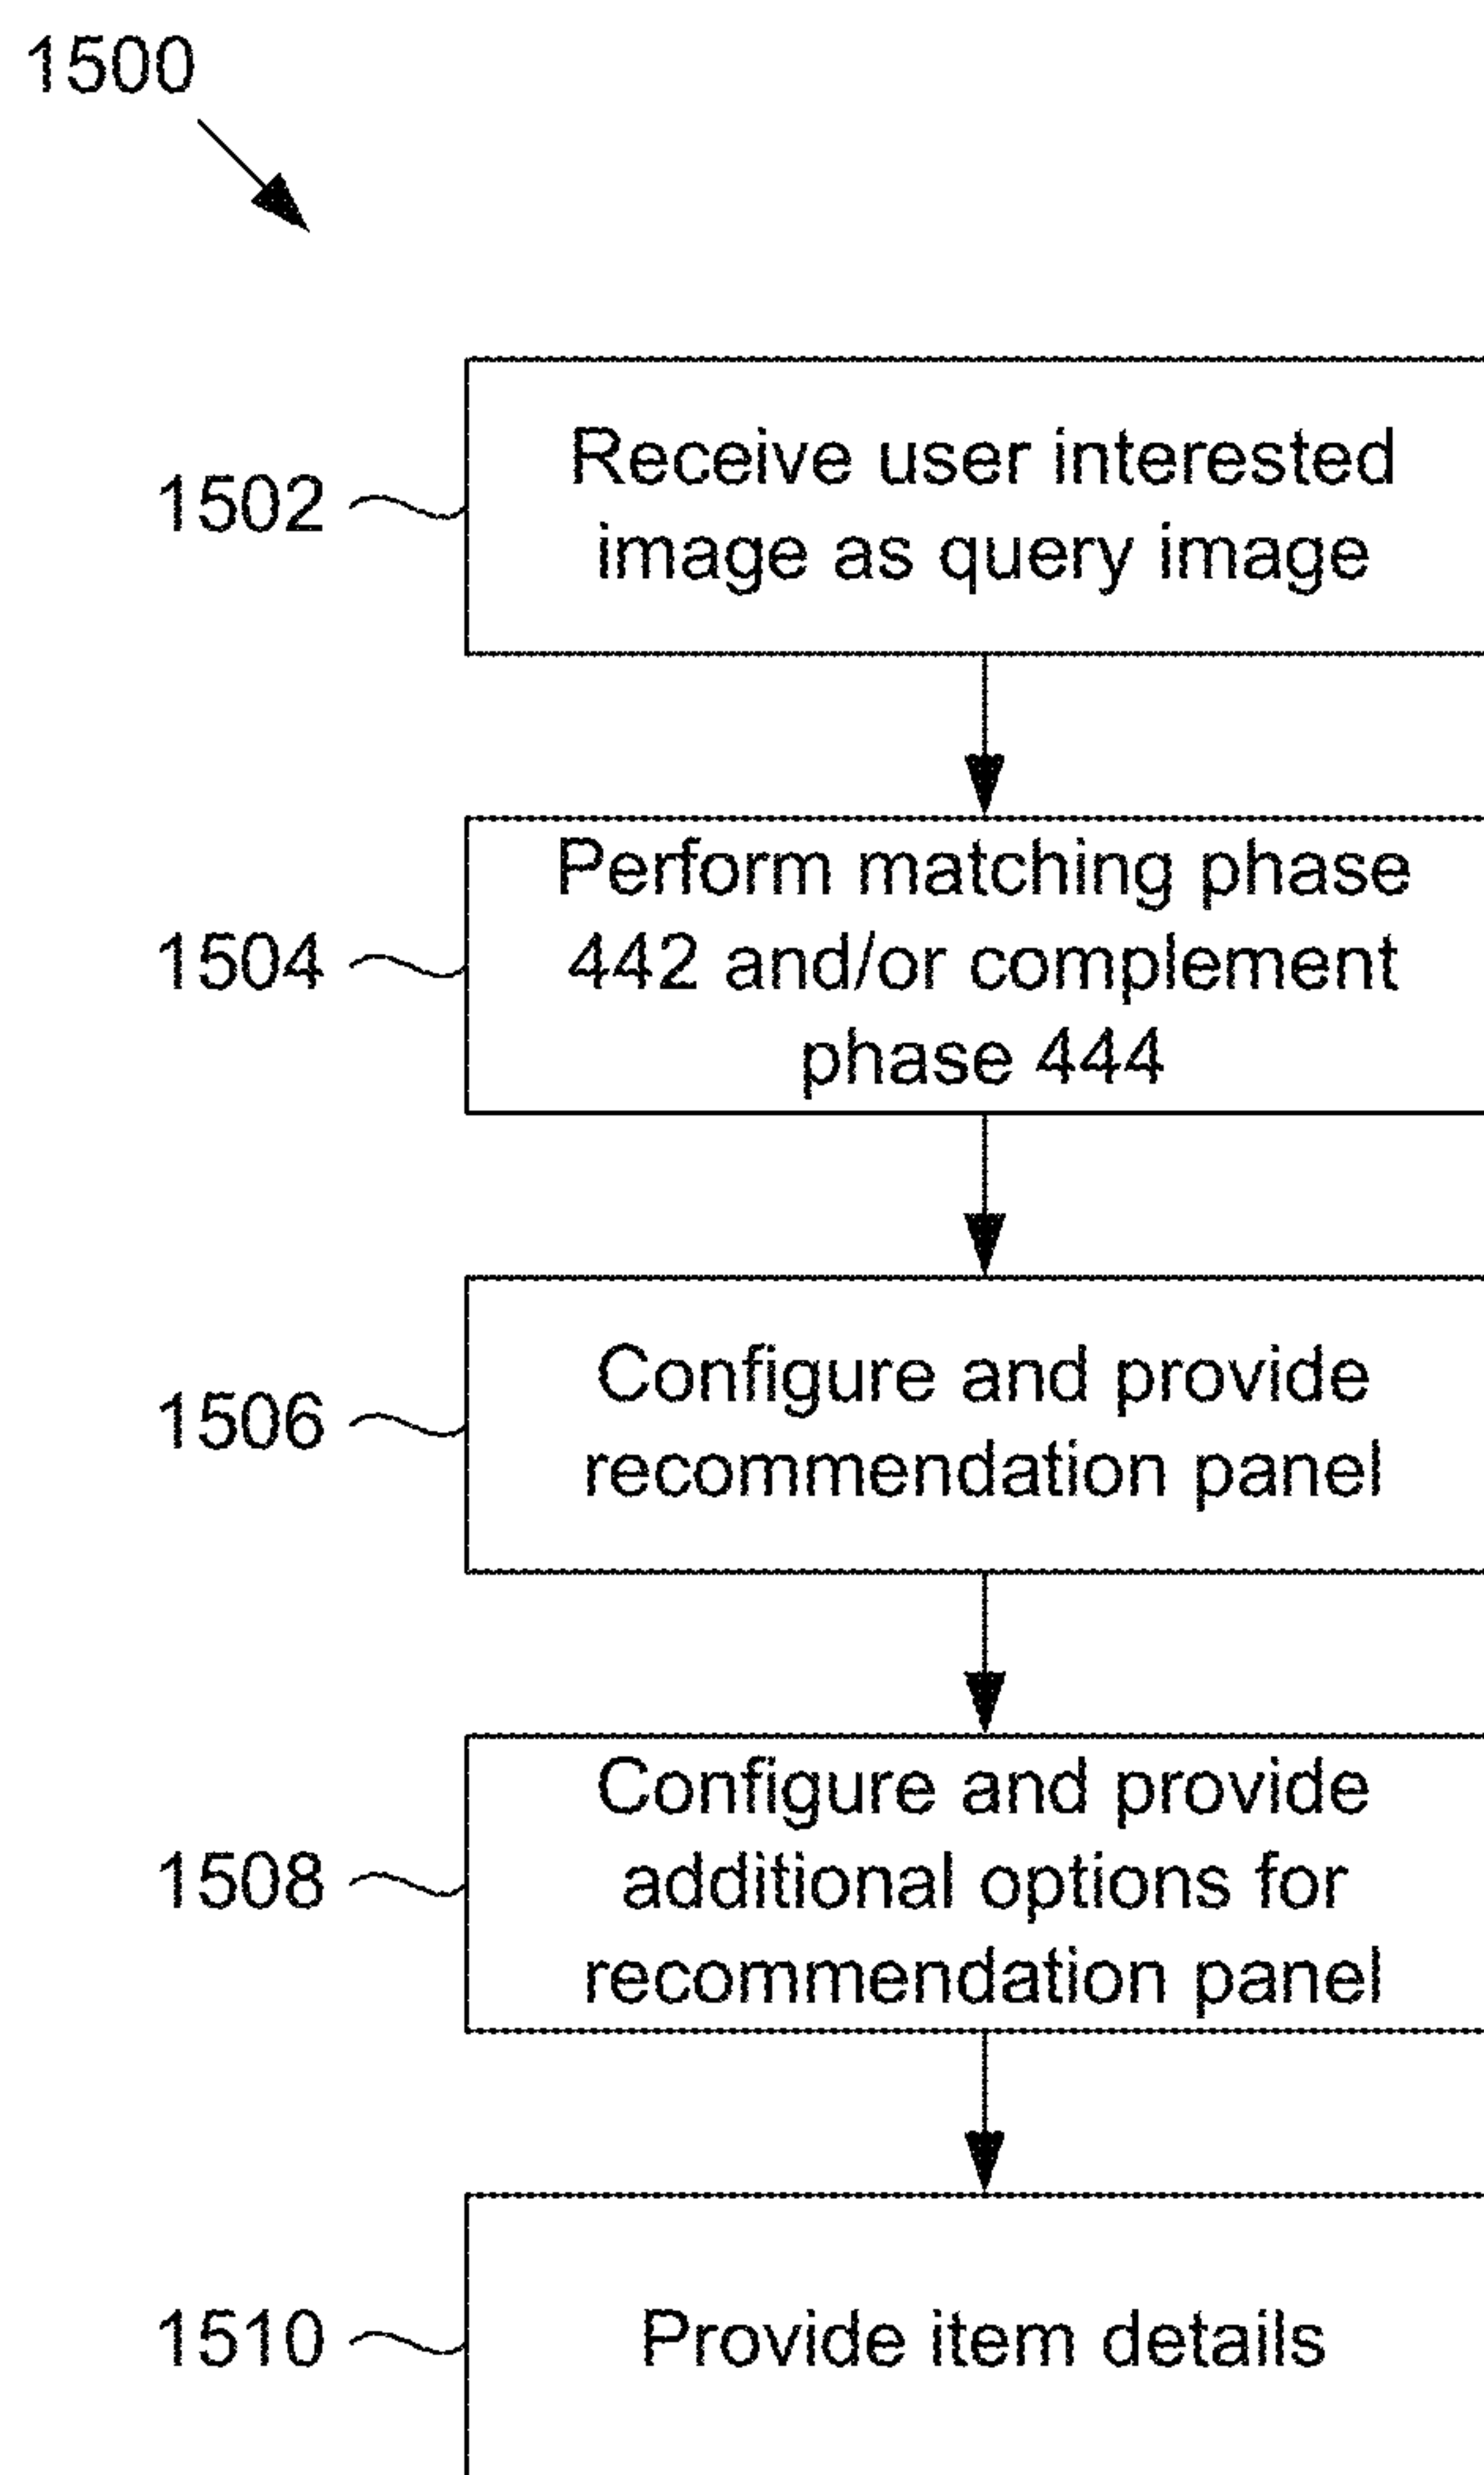 1500
1502
Receive user interested
image as query image
1504
Perform matching phase
442 and/or complement
phase 444
1506
Configure and provide
recommendation panel
1508
Configure and provide
additional options for
recommendation panel
1510
Provide item details